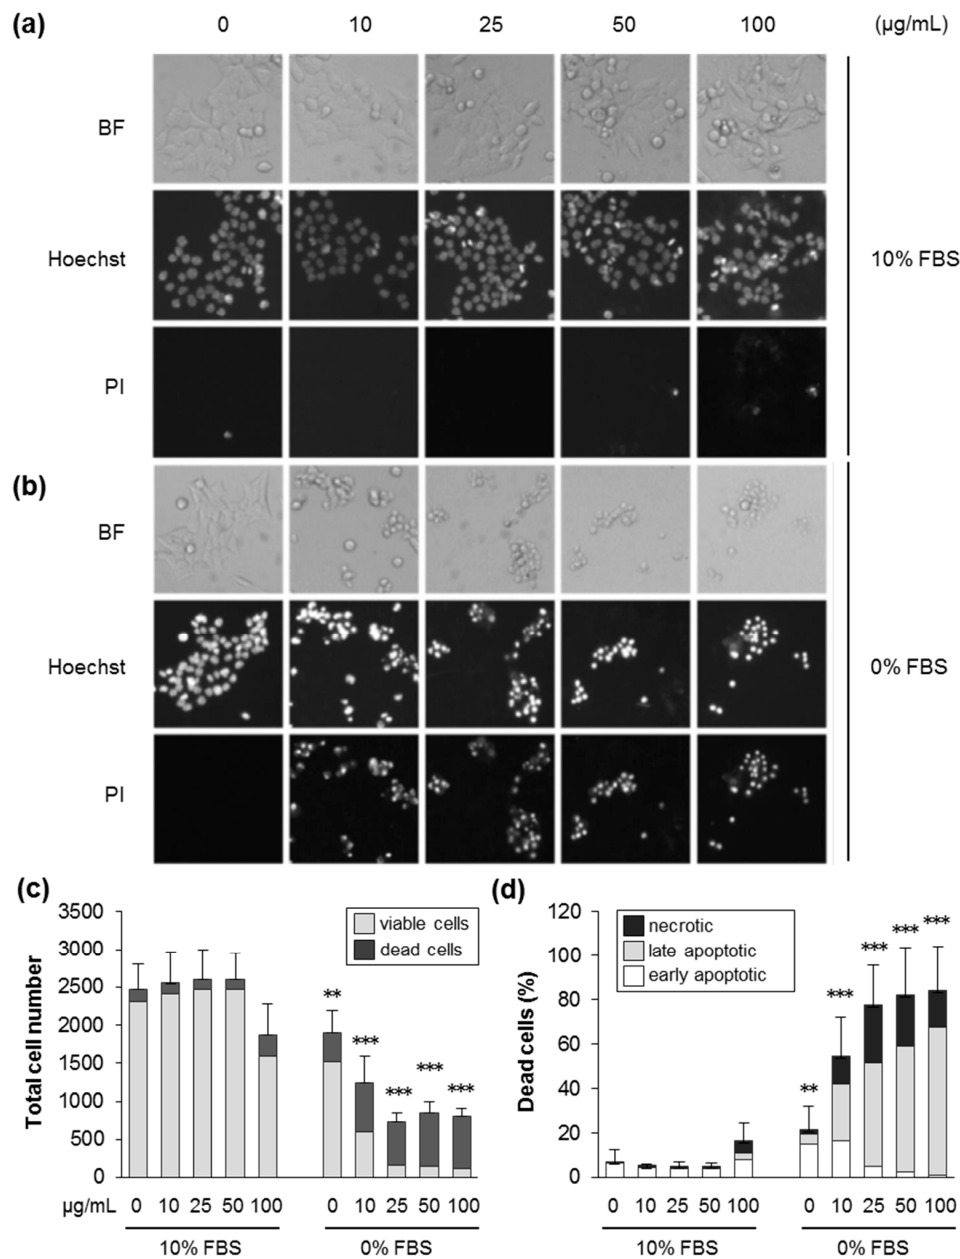 (a) 0 10 25 50 100 (µg/mL)
BF
Hoechst 10% FBS
PI
(b)
BF
Hoechst 0% FBS
PI
(c)
3500
3000
2500
2000
1500
1000
500
0
Total cell number
viable cells
dead cells
** *** *** *** ***
µg/mL 0 10 25 50 100 0 10 25 50 100
10% FBS 0% FBS
(d)
120
100
80
60
40
20
0
Dead cells (%)
necrotic
late apoptotic
early apoptotic
** *** *** *** ***
0 10 25 50 100 0 10 25 50 100
10% FBS 0% FBS